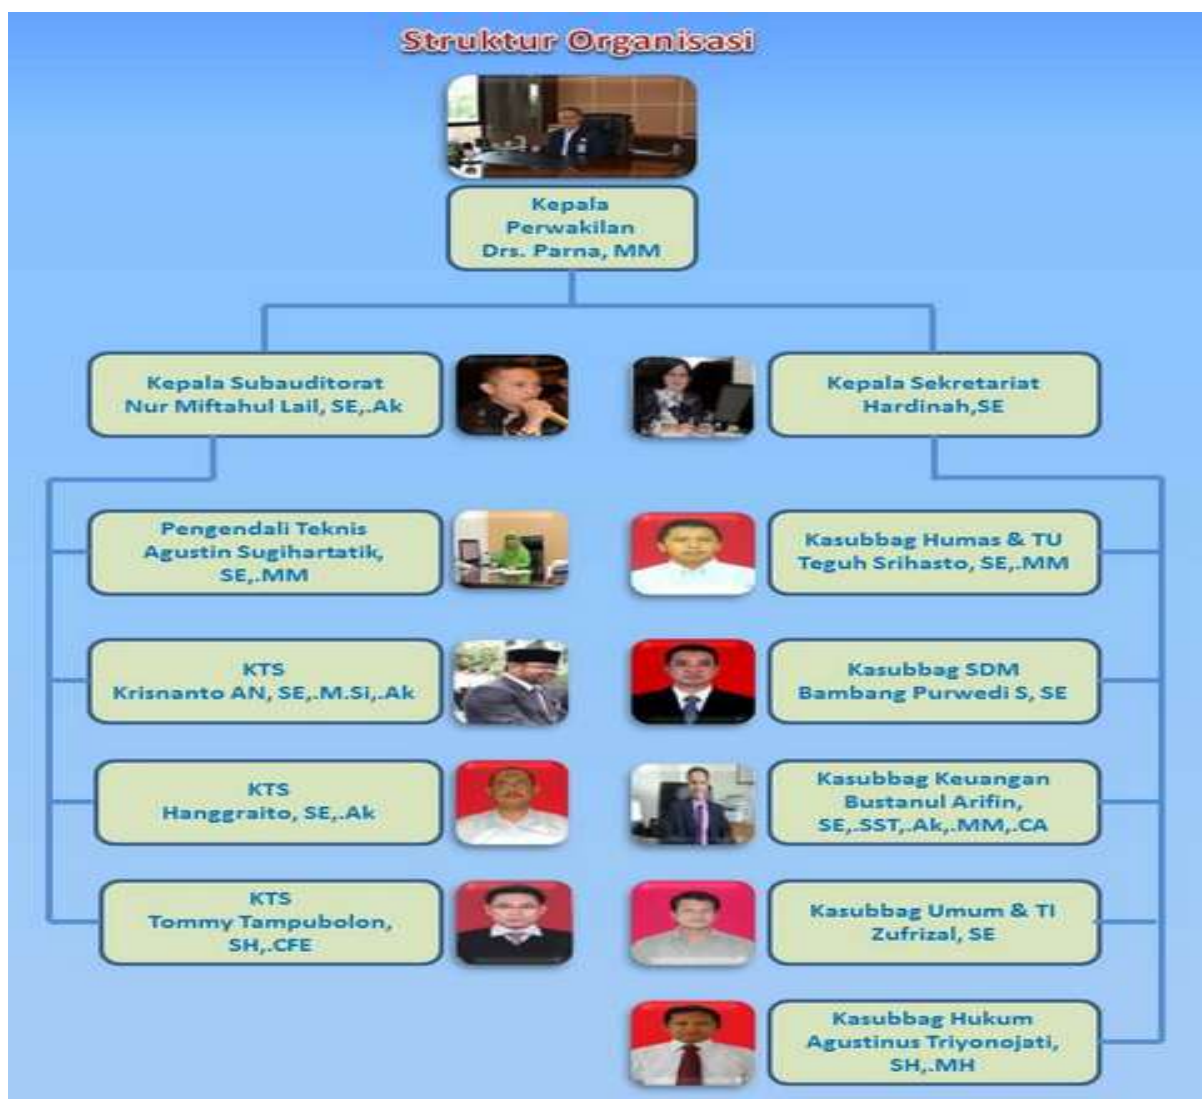 Struktur Organisasi
Kepala
Perwakilan
Drs. Parna, MM
Kepala Subauditorat
Nur Miftahul Lail, SE,.Ak
Kepala Sekretariat
Hardinah,SE
Pengendali Teknis
Agustin Sugihartatik,
SE,.MM
Kasubbag Humas & TU
Teguh Srihasto, SE,.MM
KTS
Krisnanto AN, SE,.M.Si,.Ak
Kasubbag SDM
Bambang Purwedi S, SE
KTS
Hanggraito, SE,.Ak
Kasubbag Keuangan
Bustanul Arifin,
SE,.SST,.Ak,.MM,.CA
KTS
Tommy Tampubolon,
SH,.CFE
Kasubbag Umum & TI
Zufrizal, SE
Kasubbag Hukum
Agustinus Triyonojati,
SH,.MH